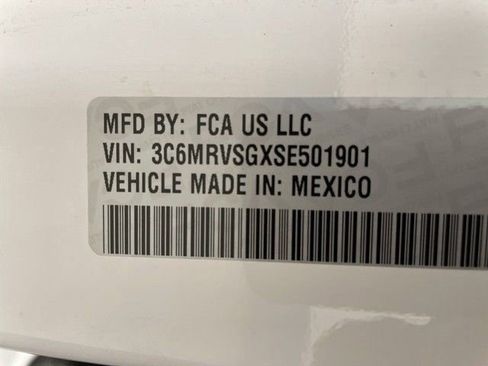 MFD BY: FCA US LLC
VIN: 3C6MRVSGXSE501901
VEHICLE MADE IN: MEXICO